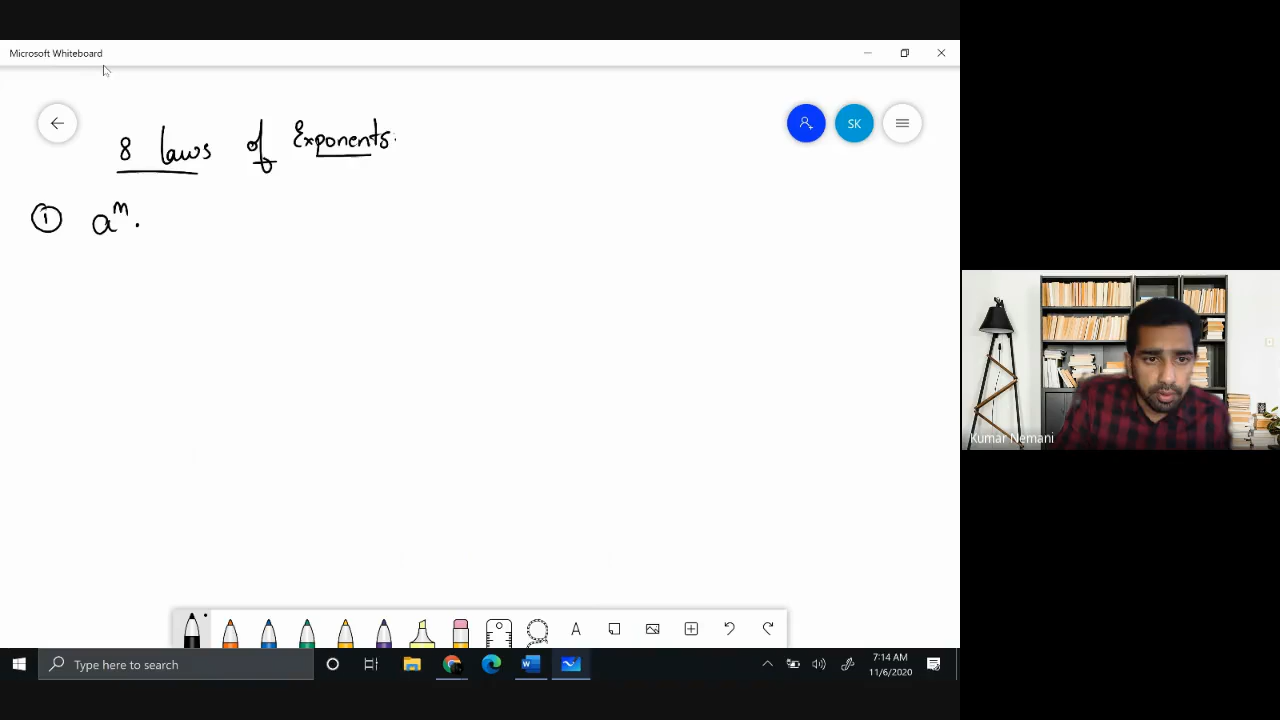 Microsoft Whiteboard
SK
8 laws of Exponents.
① aᵐ.
Kumar Nemani
A
Type here to search
7:14 AM
11/6/2020